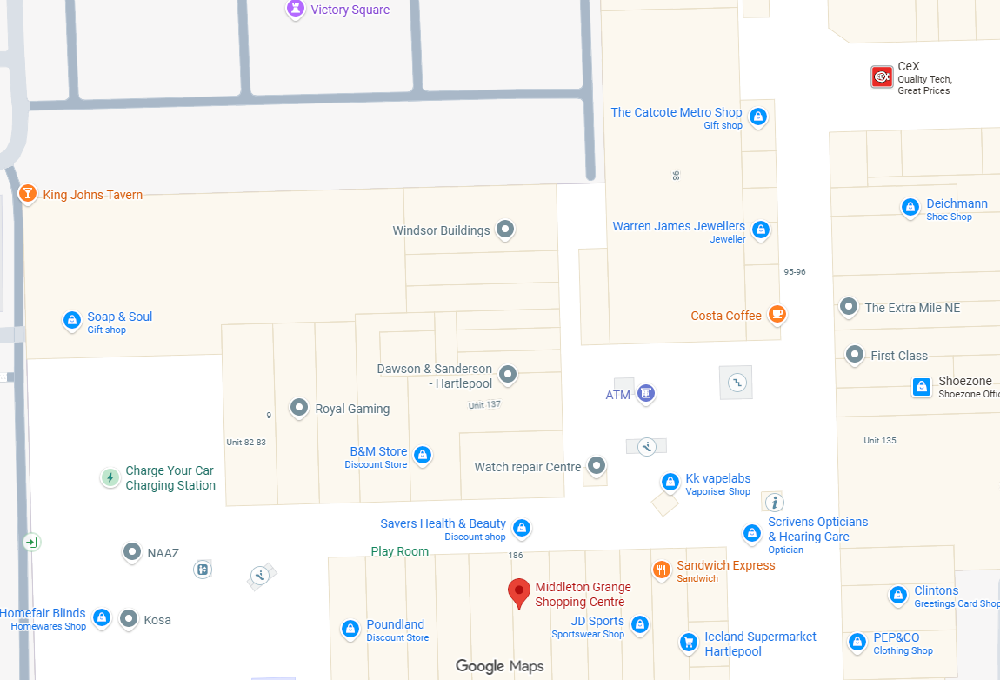 Victory Square
CeX
Quality Tech,
Great Prices
The Catcote Metro Shop
Gift shop
98
King Johns Tavern
Deichmann
Shoe Shop
Windsor Buildings
Warren James Jewellers
Jeweller
95-96
The Extra Mile NE
Soap & Soul
Gift shop
Costa Coffee
First Class
Dawson & Sanderson
- Hartlepool
Shoezone
Shoezone Offic
ATM
Unit 137
Royal Gaming
9
Unit 82-83
Unit 135
B&M Store
Discount Store
Watch repair Centre
Charge Your Car
Charging Station
Kk vapelabs
Vaporiser Shop
Savers Health & Beauty
Discount shop
Scrivens Opticians
& Hearing Care
Optician
NAAZ
Play Room
186
Sandwich Express
Sandwich
Middleton Grange
Shopping Centre
Clintons
Greetings Card Shop
Homefair Blinds
Homewares Shop
Kosa
Poundland
Discount Store
JD Sports
Sportswear Shop
Iceland Supermarket
Hartlepool
PEP&CO
Clothing Shop
Google Maps